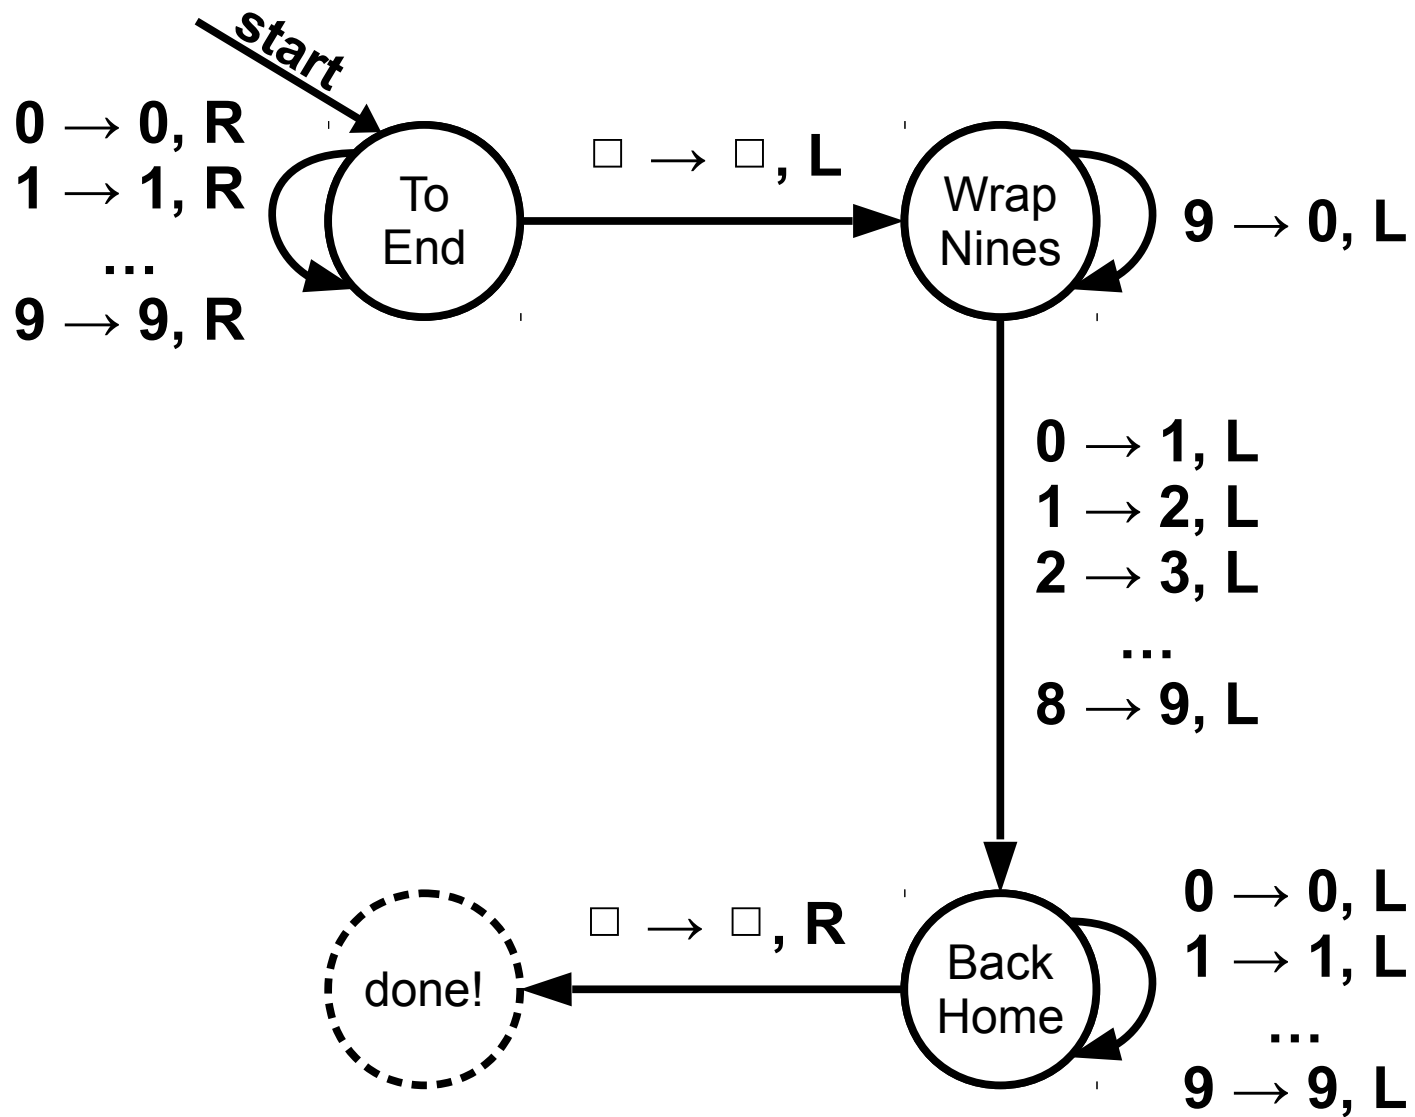 start
0 → 0, R
1 → 1, R
...
9 → 9, R
To
End
□ → □, L
Wrap
Nines
9 → 0, L
0 → 1, L
1 → 2, L
2 → 3, L
...
8 → 9, L
done!
□ → □, R
Back
Home
0 → 0, L
1 → 1, L
...
9 → 9, L